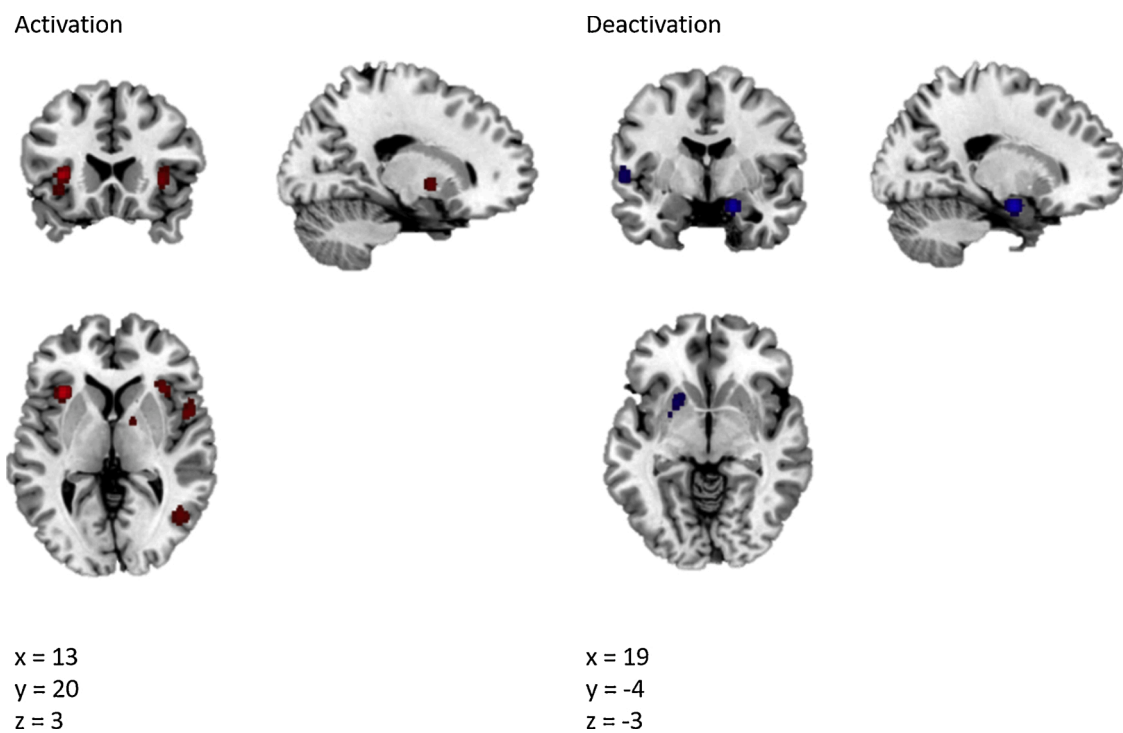 Activation
Deactivation
x = 13
y = 20
z = 3
x = 19
y = -4
z = -3